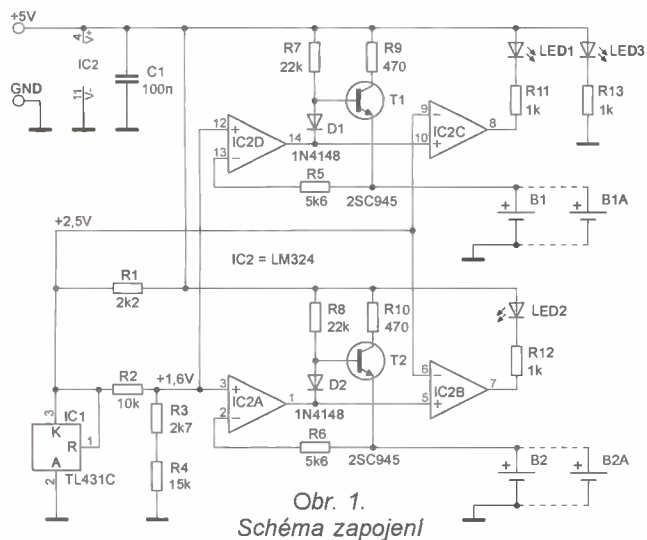 +5V
4
V+
IC2
11
V-
C1
100n
GND
R7
22k
R9
470
T1
D1
1N4148
12
13
14
IC2D
R5
5k6
2SC945
9
10
8
IC2C
LED1
LED3
R11
1k
R13
1k
B1
B1A
+
+
+2,5V
IC2 = LM324
R1
2k2
R8
22k
R10
470
T2
D2
1N4148
LED2
R12
1k
R2
10k
+1,6V
3
2
1
IC2A
R6
5k6
2SC945
6
5
7
IC2B
R3
2k7
R4
15k
3
IC1
K
R
1
A
2
TL431C
B2
B2A
+
+
Obr. 1.
Schéma zapojení